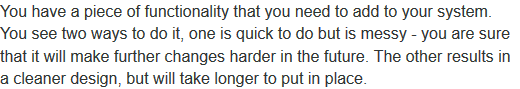 You have a piece of functionality that you need to add to your system.
You see two ways to do it, one is quick to do but is messy - you are sure
that it will make further changes harder in the future. The other results in
a cleaner design, but will take longer to put in place.